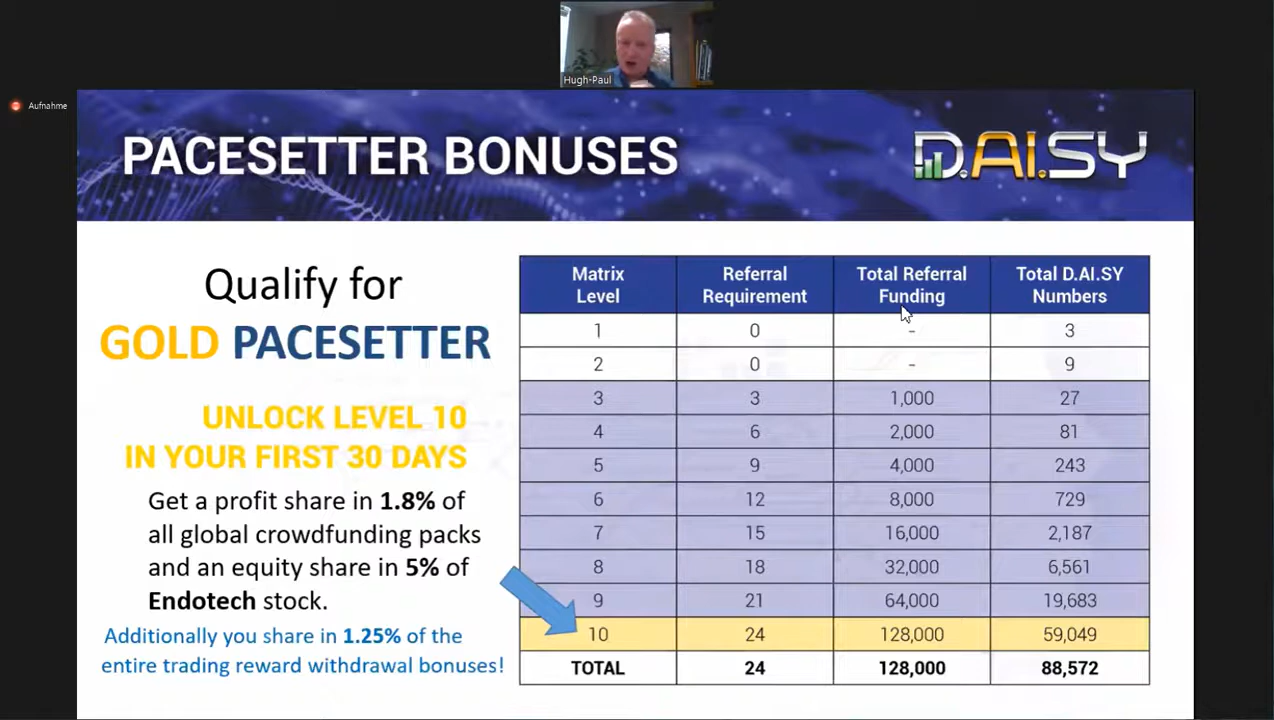 Hugh-Paul
Aufnahme
PACESETTER BONUSES
D.AI.SY
Qualify for
GOLD PACESETTER
UNLOCK LEVEL 10
IN YOUR FIRST 30 DAYS
Get a profit share in 1.8% of
all global crowdfunding packs
and an equity share in 5% of
Endotech stock.
Additionally you share in 1.25% of the
entire trading reward withdrawal bonuses!
Matrix Level Referral Requirement Total Referral Funding Total D.AI.SY Numbers
1 0 - 3
2 0 - 9
3 3 1,000 27
4 6 2,000 81
5 9 4,000 243
6 12 8,000 729
7 15 16,000 2,187
8 18 32,000 6,561
9 21 64,000 19,683
10 24 128,000 59,049
TOTAL 24 128,000 88,572